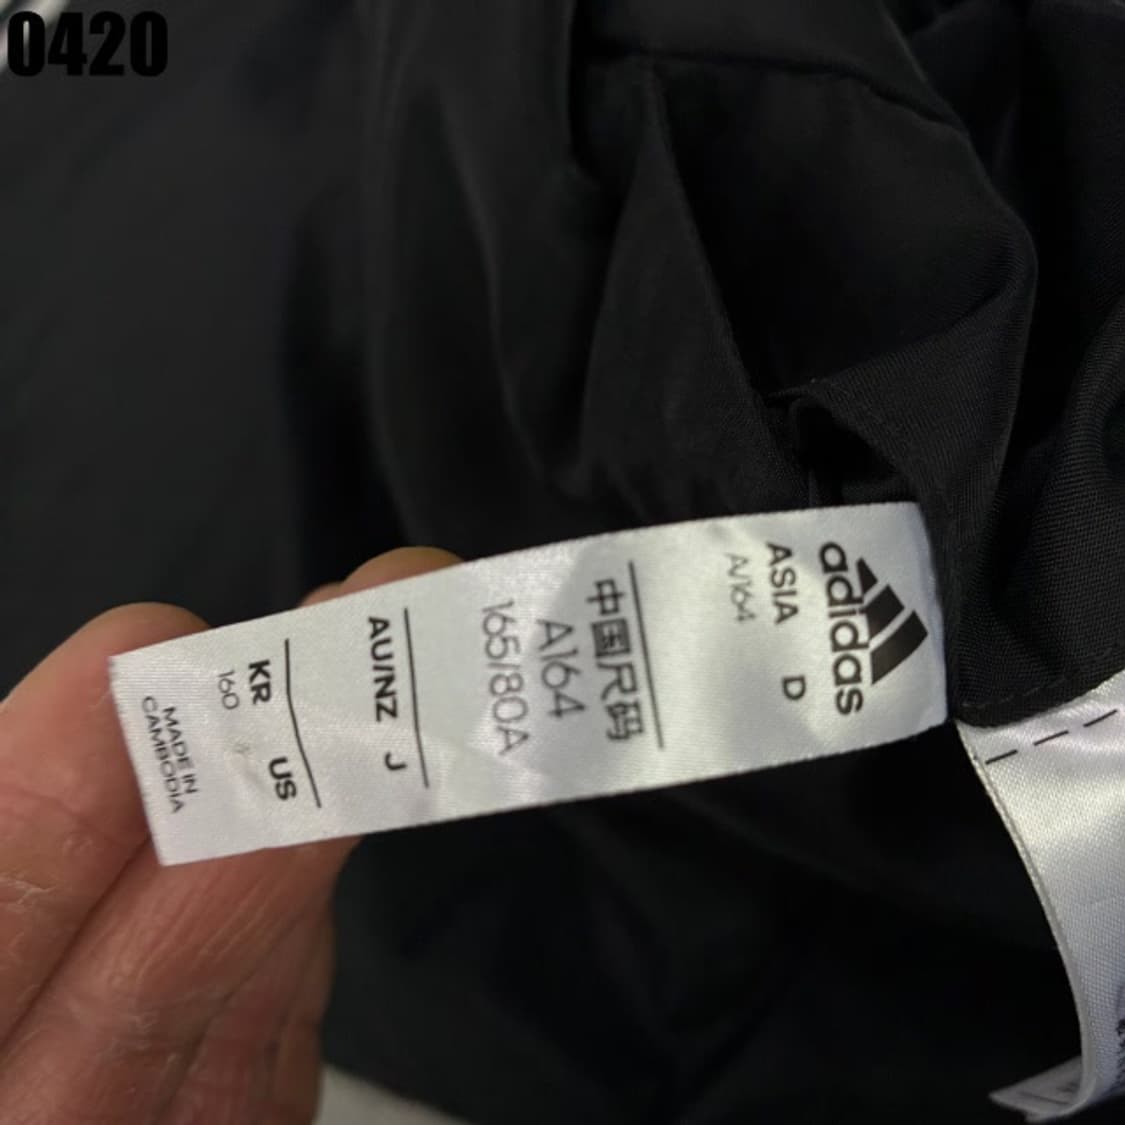 0420
adidas
ASIA D
A/164
中国尺码
A164
165/80A
AU/NZ J
KR US
160
MADE IN
CAMBODIA